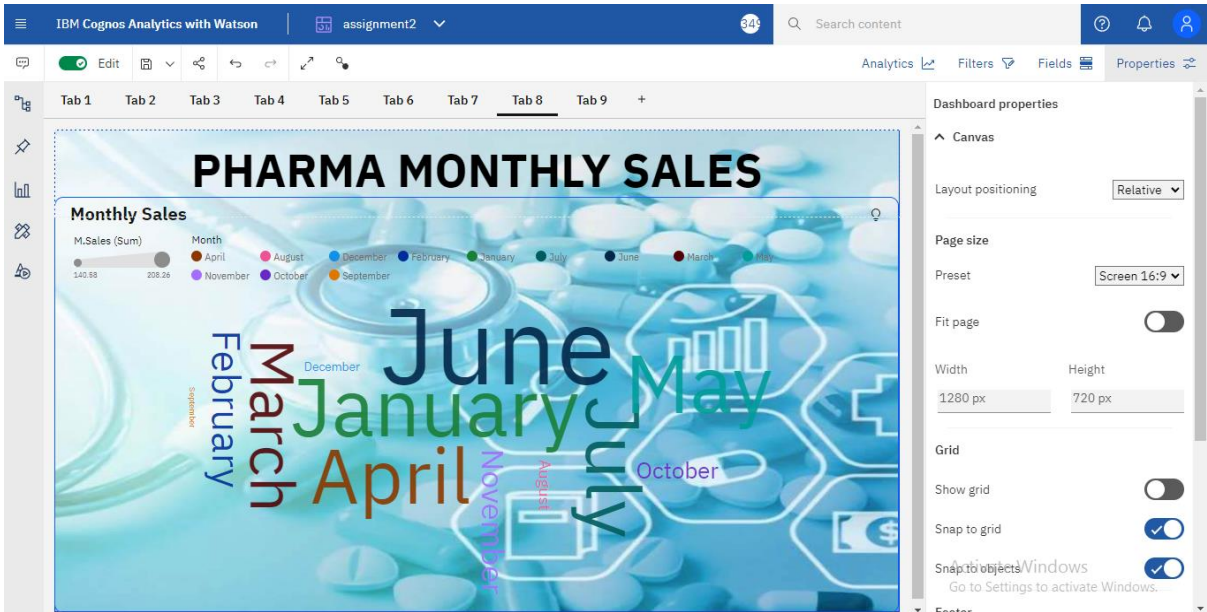 IBM Cognos Analytics with Watson
assignment2
349
Search content
Edit
Analytics
Filters
Fields
Properties
Tab 1 Tab 2 Tab 3 Tab 4 Tab 5 Tab 6 Tab 7 Tab 8 Tab 9 +
PHARMA MONTHLY SALES
Monthly Sales
M.Sales (Sum)
140.58 208.26
Month
April August December February January July June March May
November October September
June
May
February
March
December
September
January
July
April
November
August
October
Dashboard properties
Canvas
Layout positioning Relative
Page size
Preset Screen 16:9
Fit page
Width Height
1280 px 720 px
Grid
Show grid
Snap to grid
Snap to objects
Activate Windows
Go to Settings to activate Windows.